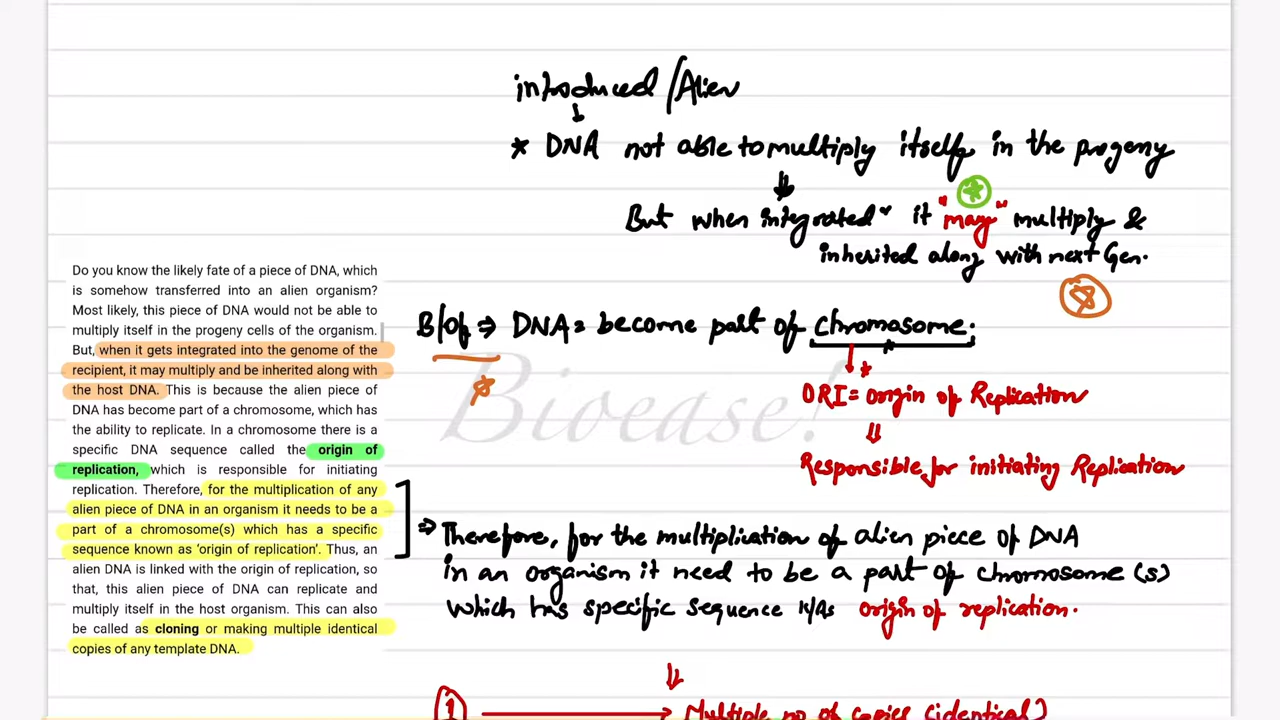 introduced / Alien
* DNA not able to multiply itself in the progeny
But when integrated it "may" multiply &
inherited along with next Gen.
Do you know the likely fate of a piece of DNA, which
is somehow transferred into an alien organism?
Most likely, this piece of DNA would not be able to
multiply itself in the progeny cells of the organism.
But, when it gets integrated into the genome of the
recipient, it may multiply and be inherited along with
the host DNA. This is because the alien piece of
DNA has become part of a chromosome, which has
the ability to replicate. In a chromosome there is a
specific DNA sequence called the origin of
replication, which is responsible for initiating
replication. Therefore, for the multiplication of any
alien piece of DNA in an organism it needs to be a
part of a chromosome(s) which has a specific
sequence known as ‘origin of replication’. Thus, an
alien DNA is linked with the origin of replication, so
that, this alien piece of DNA can replicate and
multiply itself in the host organism. This can also
be called as cloning or making multiple identical
copies of any template DNA.
B/Of ⇒ DNA = become part of chromosome.
ORI = origin of Replication
Responsible for initiating Replication
Bioease!
⇒ Therefore, for the multiplication of alien piece of DNA
in an organism it need to be a part of chromosome(s)
which has specific sequence K/As origin of replication.
1 → Multiple no of copies (identical)